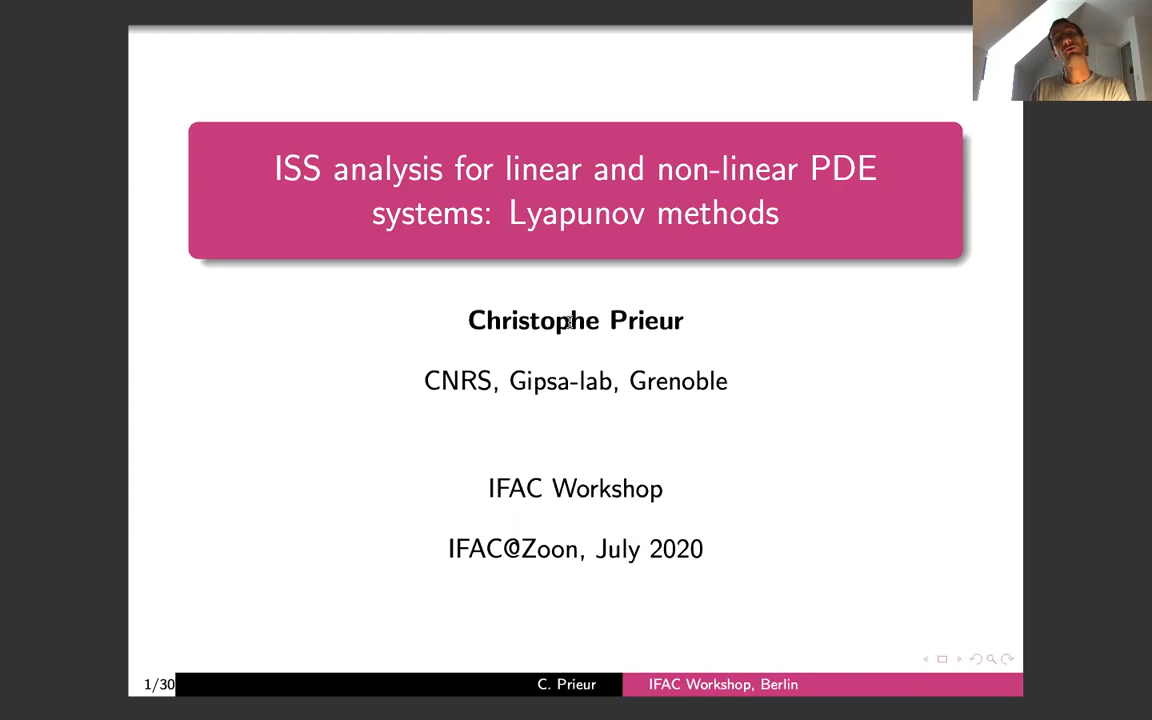 ISS analysis for linear and non-linear PDE
systems: Lyapunov methods
Christophe Prieur
CNRS, Gipsa-lab, Grenoble
IFAC Workshop
IFAC@Zoon, July 2020
1/30
C. Prieur
IFAC Workshop, Berlin